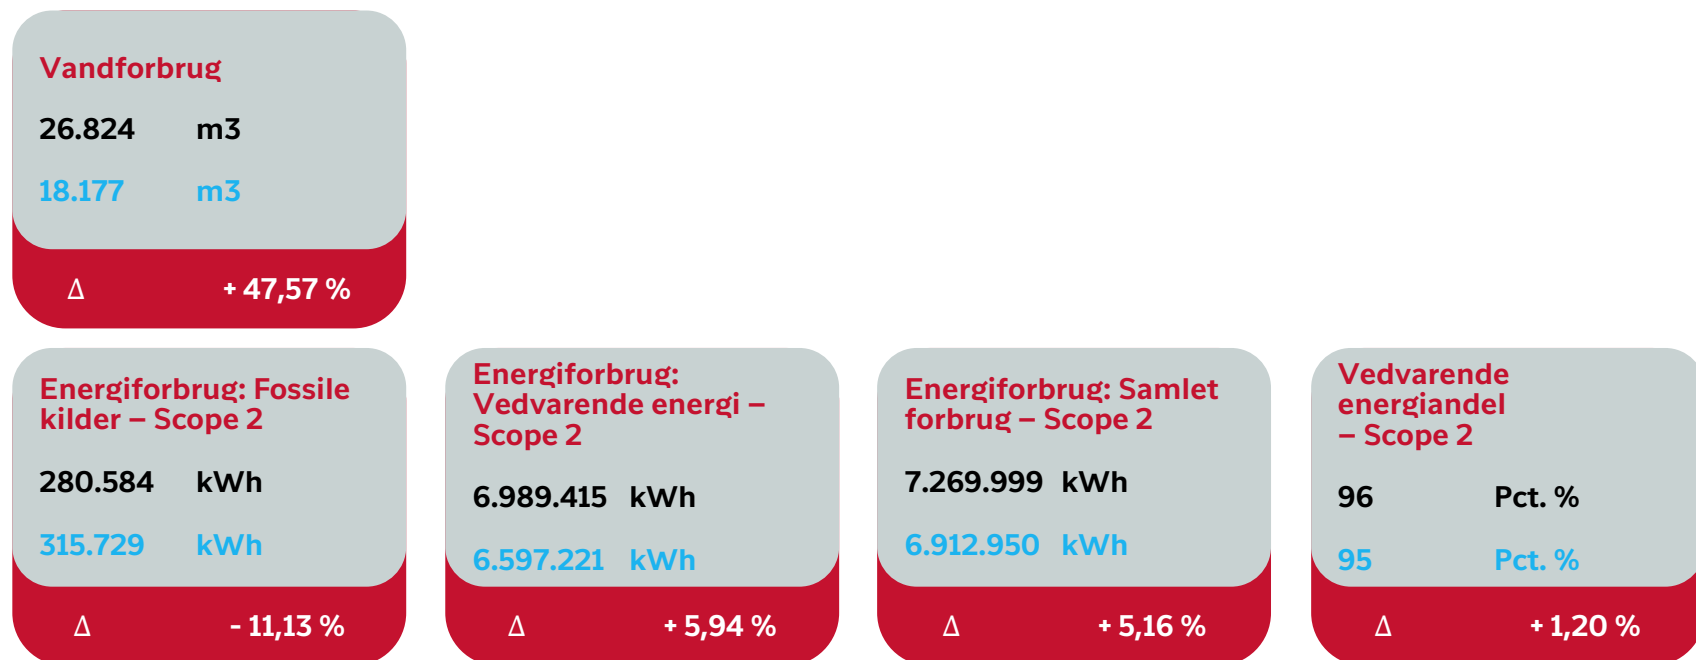 Vandforbrug
26.824 m3
18.177 m3
Δ + 47,57 %
Energiforbrug: Fossile
kilder – Scope 2
280.584 kWh
315.729 kWh
Δ - 11,13 %
Energiforbrug:
Vedvarende energi –
Scope 2
6.989.415 kWh
6.597.221 kWh
Δ + 5,94 %
Energiforbrug: Samlet
forbrug – Scope 2
7.269.999 kWh
6.912.950 kWh
Δ + 5,16 %
Vedvarende
energiandel
– Scope 2
96 Pct. %
95 Pct. %
Δ + 1,20 %